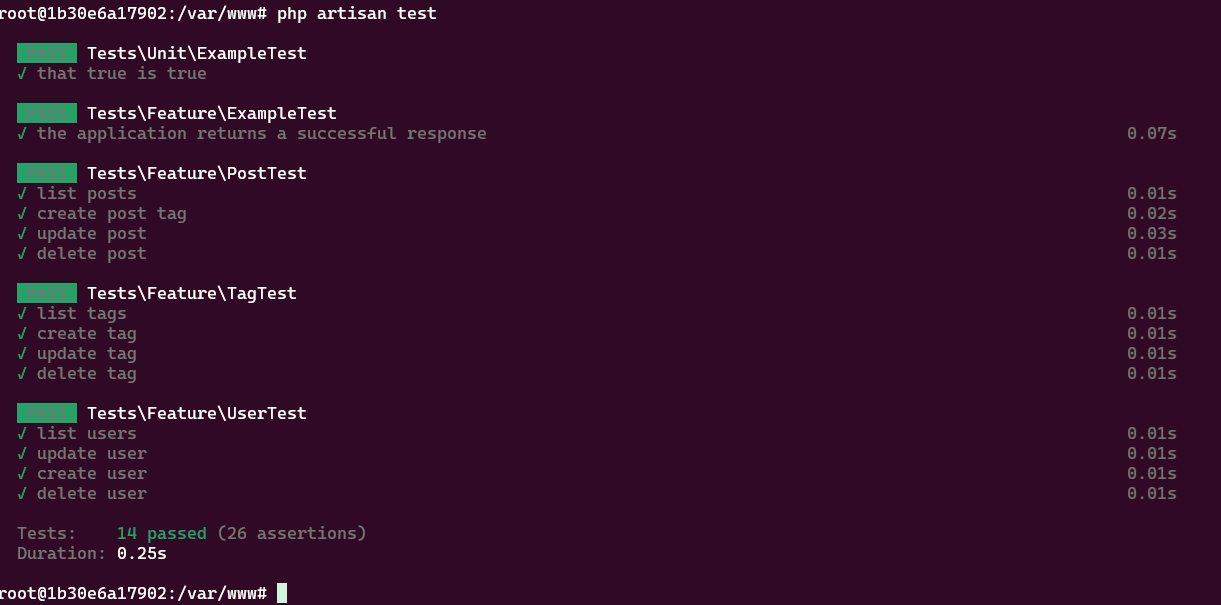 root@1b30e6a17902:/var/www# php artisan test
PASS Tests\Unit\ExampleTest
✓ that true is true
PASS Tests\Feature\ExampleTest
✓ the application returns a successful response 0.07s
PASS Tests\Feature\PostTest
✓ list posts 0.01s
✓ create post tag 0.02s
✓ update post 0.03s
✓ delete post 0.01s
PASS Tests\Feature\TagTest
✓ list tags 0.01s
✓ create tag 0.01s
✓ update tag 0.01s
✓ delete tag 0.01s
PASS Tests\Feature\UserTest
✓ list users 0.01s
✓ update user 0.01s
✓ create user 0.01s
✓ delete user 0.01s
Tests: 14 passed (26 assertions)
Duration: 0.25s
root@1b30e6a17902:/var/www#